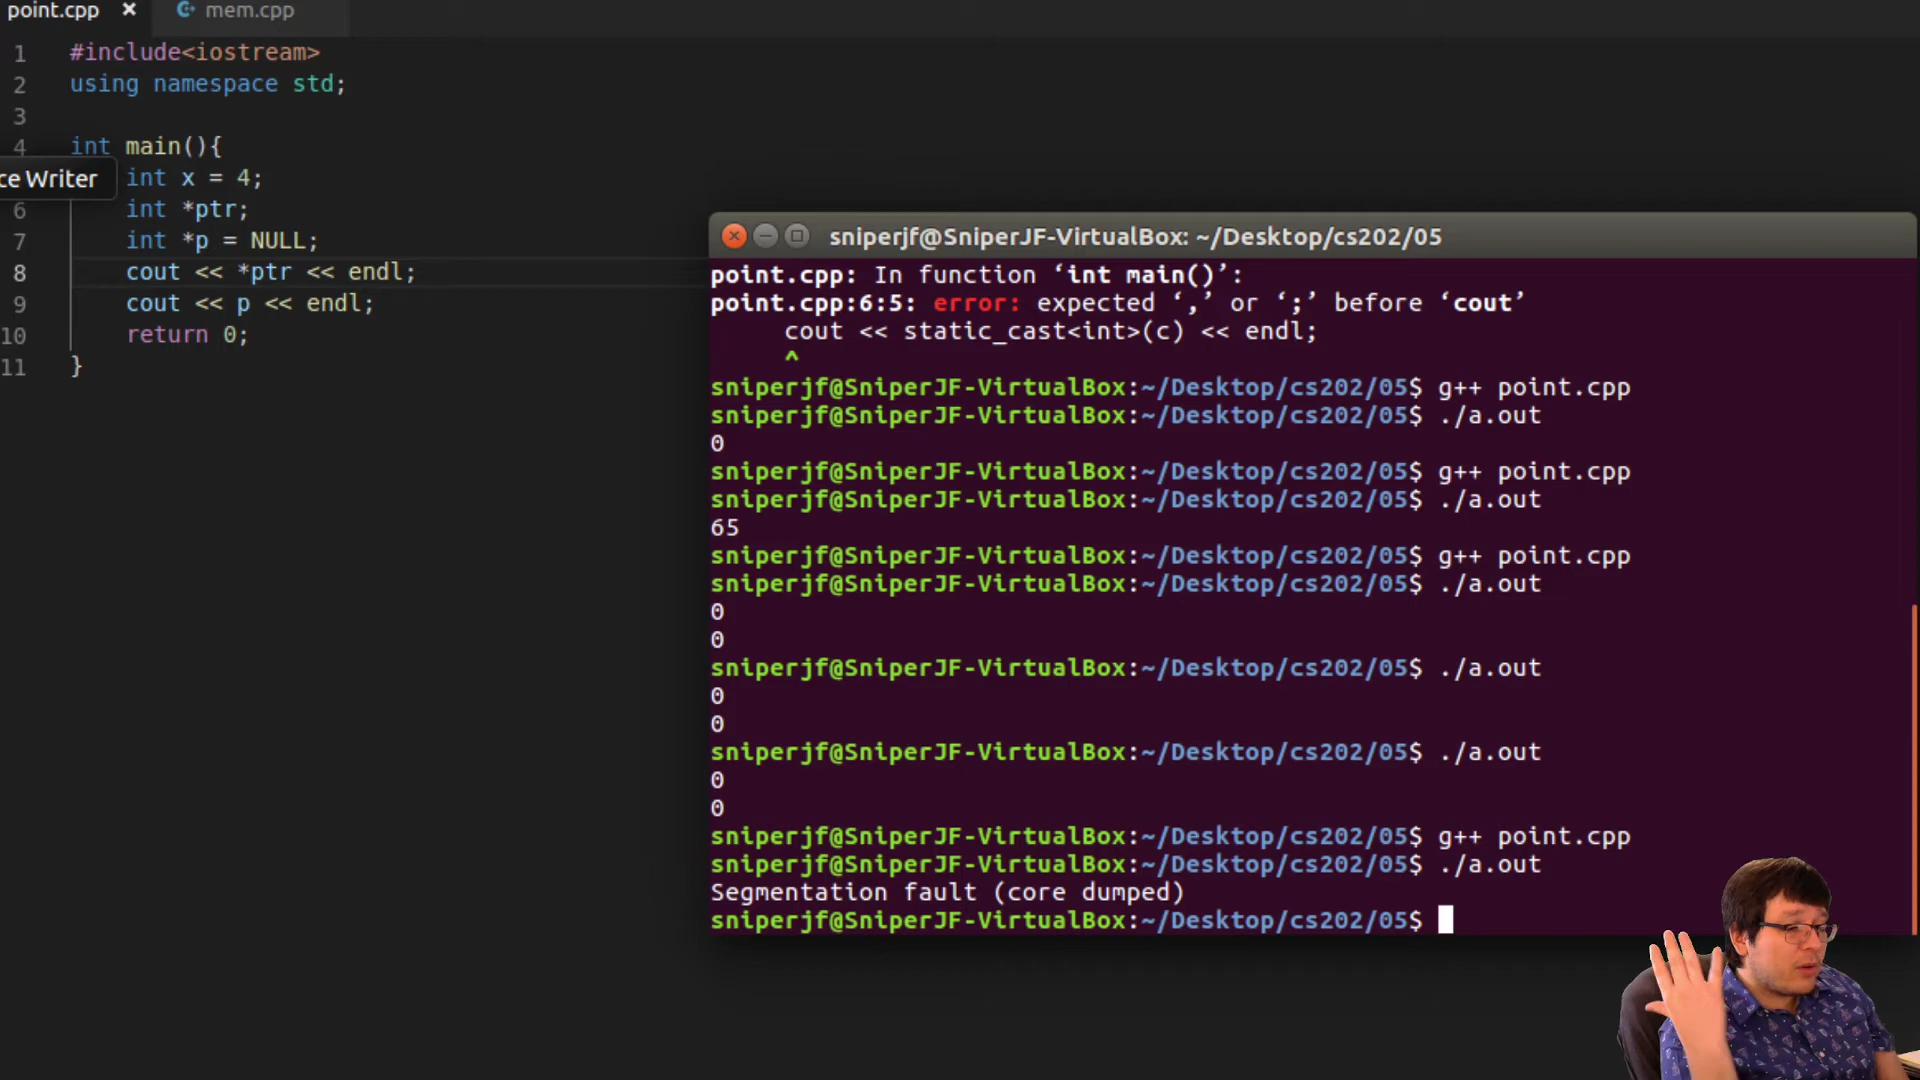 point.cpp × mem.cpp
1 #include<iostream>
2 using namespace std;
3
4 int main(){
ce Writer int x = 4;
6 int *ptr;
7 int *p = NULL;
8 cout << *ptr << endl;
9 cout << p << endl;
10 return 0;
11 }
sniperjf@SniperJF-VirtualBox: ~/Desktop/cs202/05
point.cpp: In function ‘int main()’:
point.cpp:6:5: error: expected ‘,’ or ‘;’ before ‘cout’
cout << static_cast<int>(c) << endl;
^
sniperjf@SniperJF-VirtualBox:~/Desktop/cs202/05$ g++ point.cpp
sniperjf@SniperJF-VirtualBox:~/Desktop/cs202/05$ ./a.out
0
sniperjf@SniperJF-VirtualBox:~/Desktop/cs202/05$ g++ point.cpp
sniperjf@SniperJF-VirtualBox:~/Desktop/cs202/05$ ./a.out
65
sniperjf@SniperJF-VirtualBox:~/Desktop/cs202/05$ g++ point.cpp
sniperjf@SniperJF-VirtualBox:~/Desktop/cs202/05$ ./a.out
0
0
sniperjf@SniperJF-VirtualBox:~/Desktop/cs202/05$ ./a.out
0
0
sniperjf@SniperJF-VirtualBox:~/Desktop/cs202/05$ ./a.out
0
0
sniperjf@SniperJF-VirtualBox:~/Desktop/cs202/05$ g++ point.cpp
sniperjf@SniperJF-VirtualBox:~/Desktop/cs202/05$ ./a.out
Segmentation fault (core dumped)
sniperjf@SniperJF-VirtualBox:~/Desktop/cs202/05$